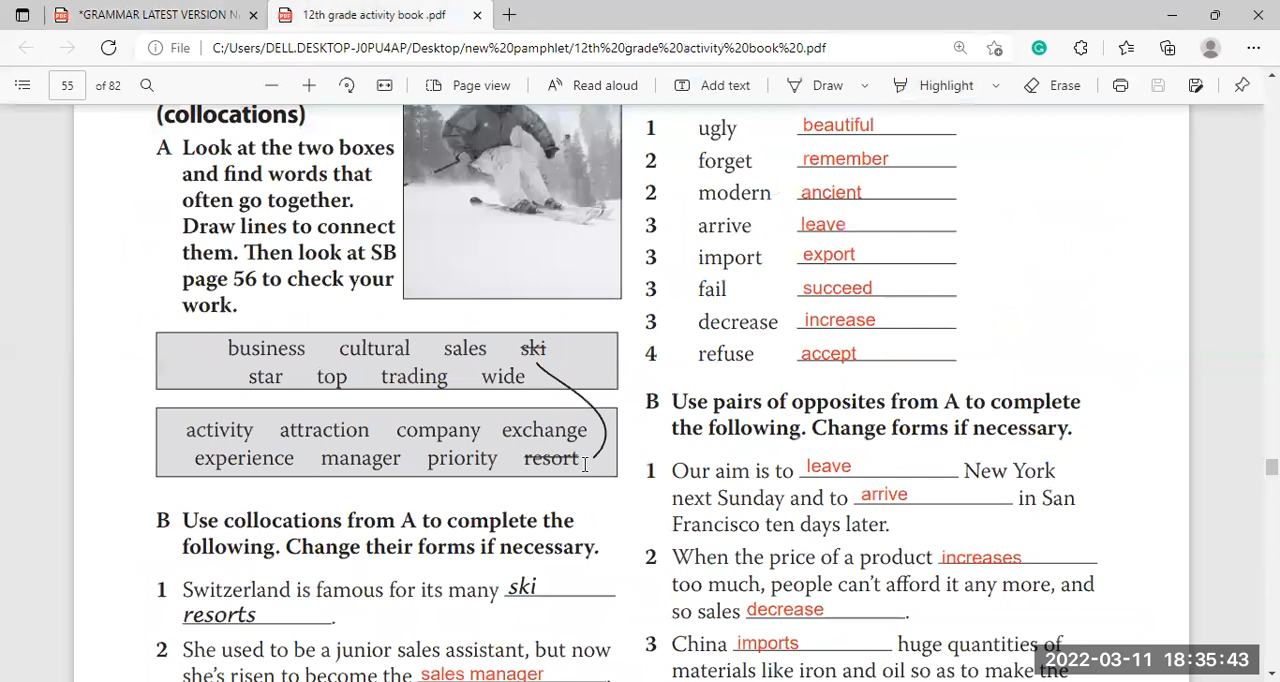 *GRAMMAR LATEST VERSION N
12th grade activity book .pdf
File
C:/Users/DELL.DESKTOP-J0PU4AP/Desktop/new%20pamphlet/12th%20grade%20activity%20book%20.pdf
55 of 82
Page view
Read aloud
Add text
Draw
Highlight
Erase
(collocations)
A Look at the two boxes
and find words that
often go together.
Draw lines to connect
them. Then look at SB
page 56 to check your
work.
business cultural sales ski
star top trading wide
activity attraction company exchange
experience manager priority resort
B Use collocations from A to complete the
following. Change their forms if necessary.
1 Switzerland is famous for its many ski
resorts.
2 She used to be a junior sales assistant, but now
she's risen to become the sales manager.
1 ugly beautiful
2 forget remember
2 modern ancient
3 arrive leave
3 import export
3 fail succeed
3 decrease increase
4 refuse accept
B Use pairs of opposites from A to complete
the following. Change forms if necessary.
1 Our aim is to leave New York
next Sunday and to arrive in San
Francisco ten days later.
2 When the price of a product increases
too much, people can't afford it any more, and
so sales decrease.
3 China imports huge quantities of
materials like iron and oil so as to make the
2022-03-11 18:35:43